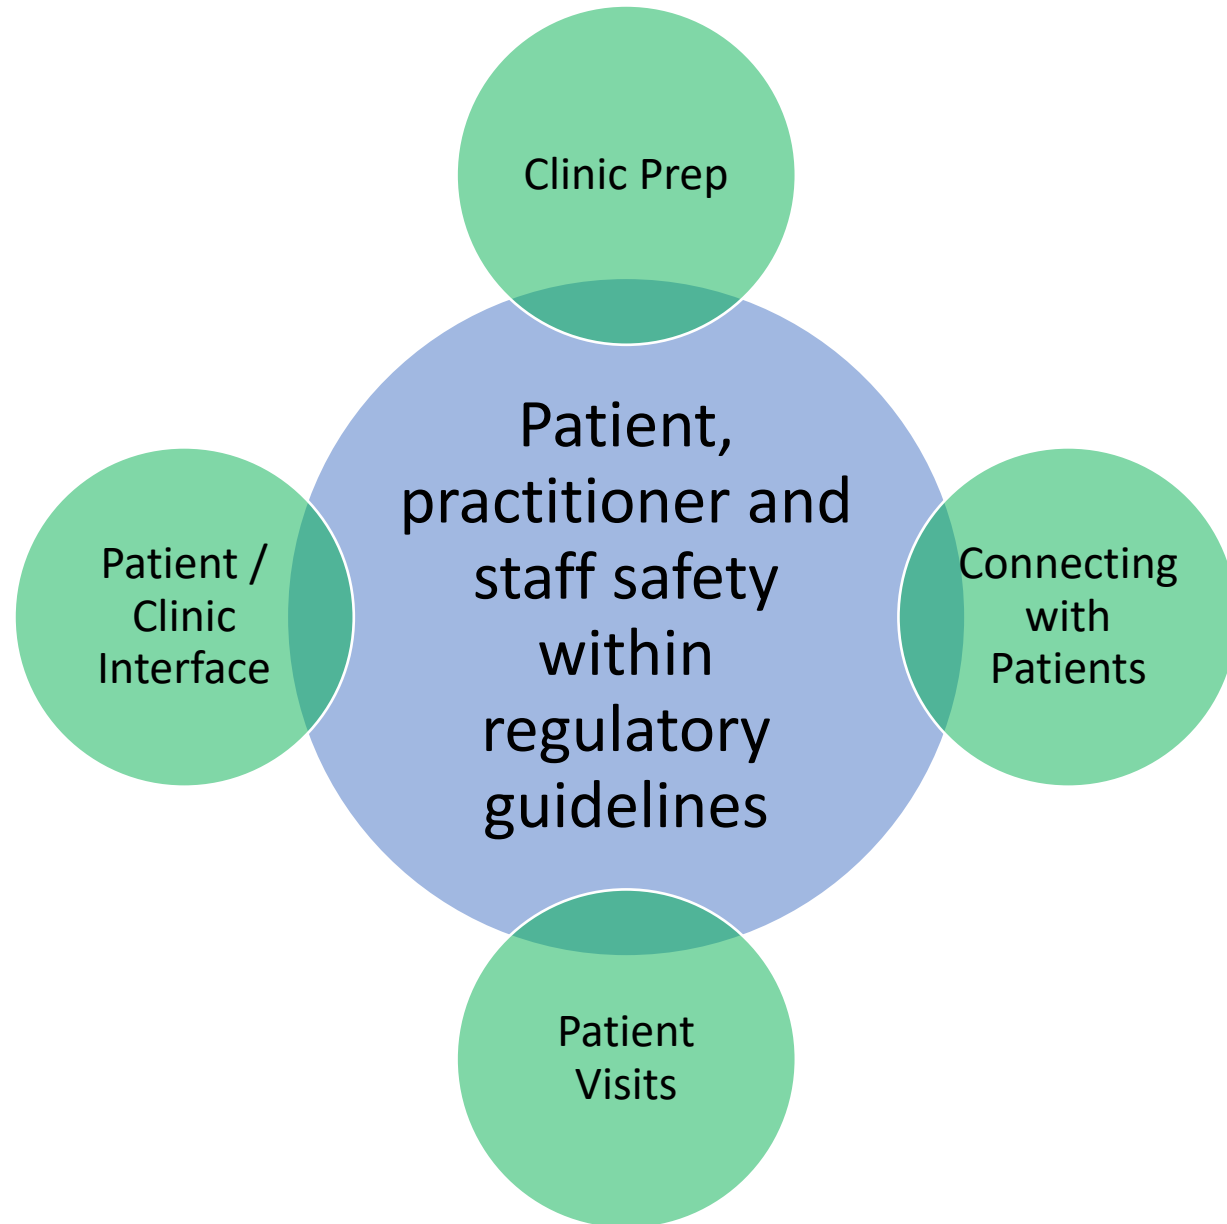 Clinic Prep
Patient,
practitioner and
staff safety
within
regulatory
guidelines
Patient /
Clinic
Interface
Connecting
with
Patients
Patient
Visits